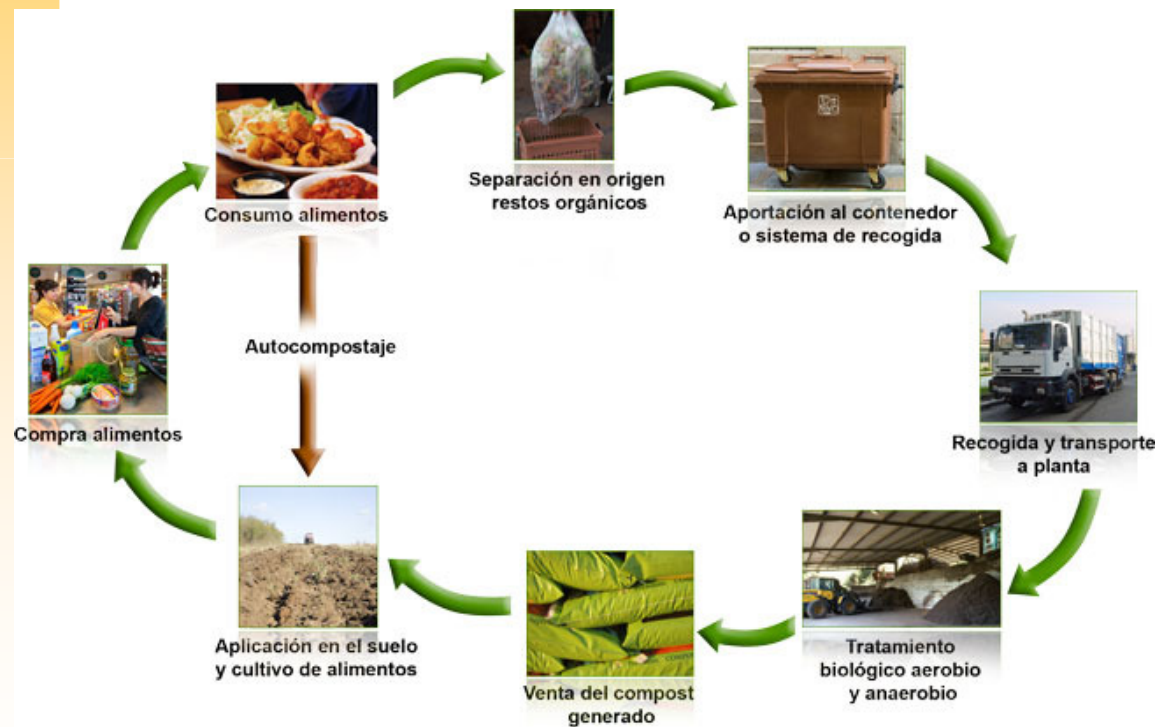 Consumo alimentos
Separación en origen
restos orgánicos
Aportación al contenedor
o sistema de recogida
Recogida y transporte
a planta
Tratamiento
biológico aerobio
y anaerobio
Venta del compost
generado
Aplicación en el suelo
y cultivo de alimentos
Compra alimentos
Autocompostaje